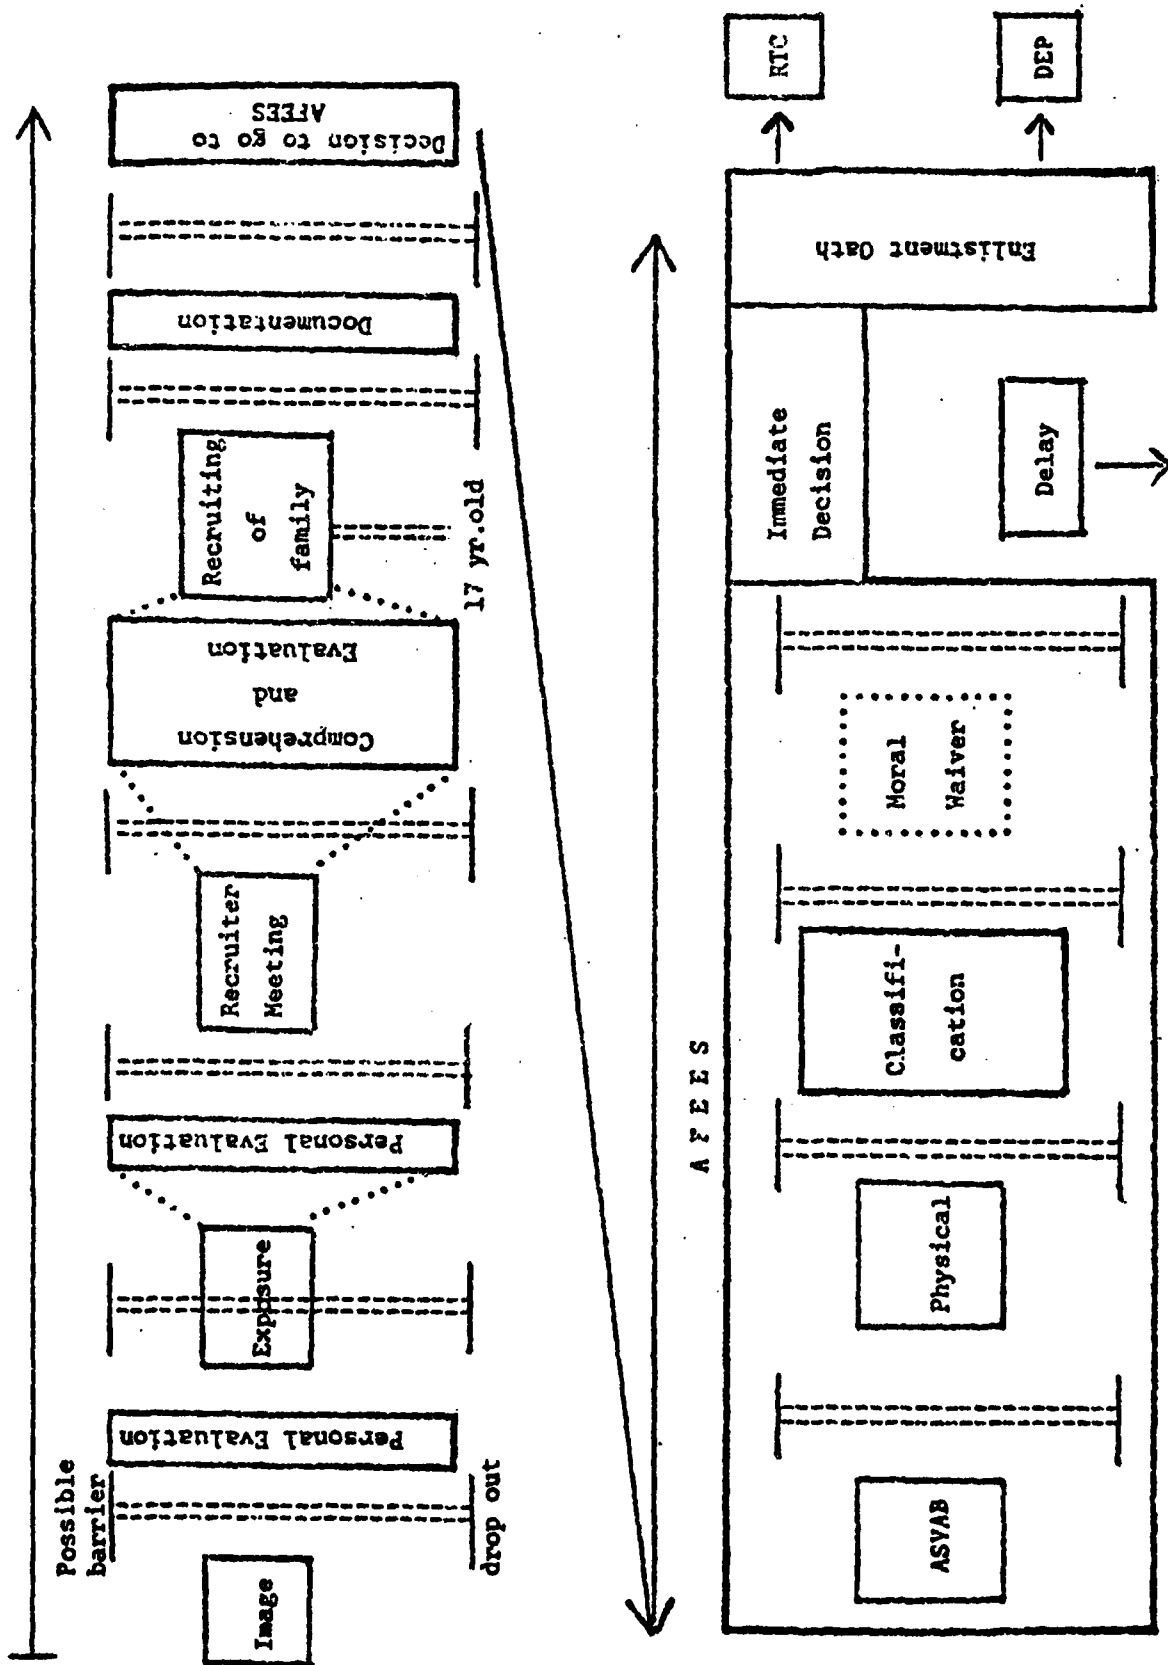 Image
Possible
barrier
drop out
Personal Evaluation
Exposure
Personal Evaluation
Recruiter
Meeting
Comprehension
and
Evaluation
Recruiting
of
family
17 yr.old
Documentation
Decision to go to
AFEES
A F E E S
ASVAB
Physical
Classifi-
cation
Moral
Waiver
Immediate
Decision
Delay
Enlistment Oath
RTC
DEP